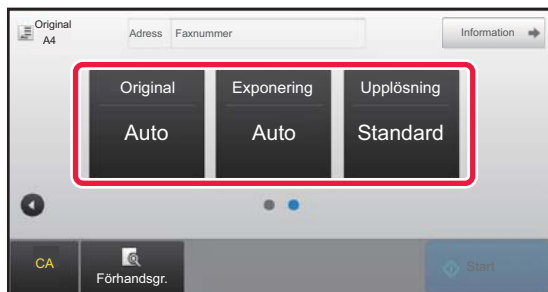 Original
A4
Adress Faxnummer
Information
Original Exponering Upplösning
Auto Auto Standard
CA
Förhandsgr.
Start